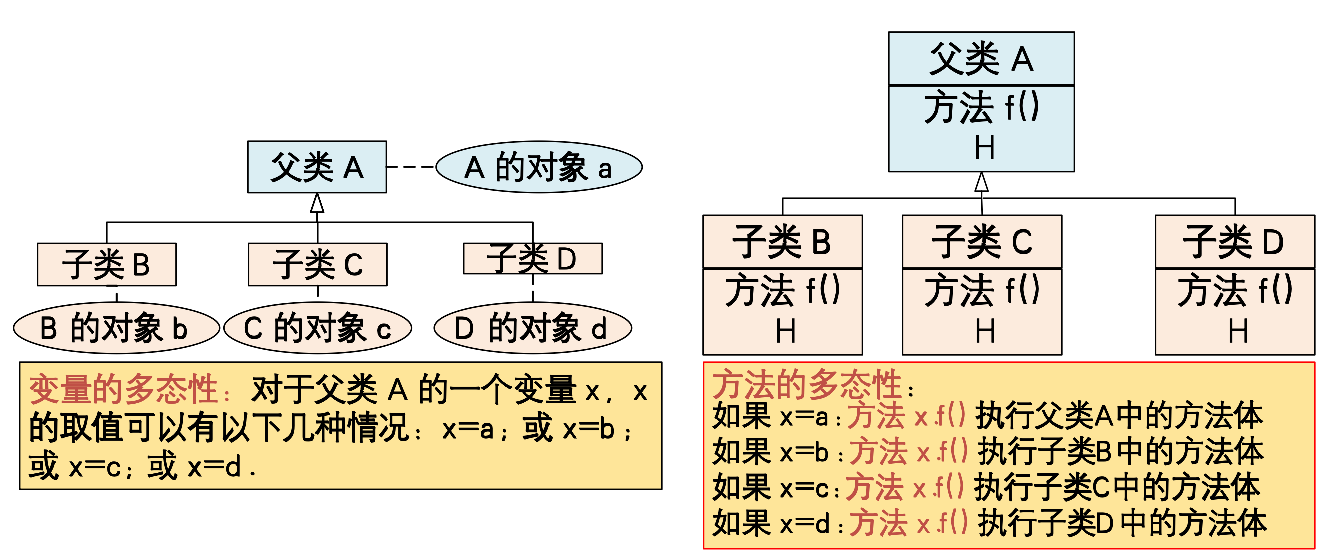 父类 A
A 的对象 a
子类 B
子类 C
子类 D
B 的对象 b
C 的对象 c
D 的对象 d
变量的多态性：对于父类 A 的一个变量 x，x
的取值可以有以下几种情况：x=a；或 x=b；
或 x=c；或 x=d .
父类 A
方法 f()
H
子类 B
方法 f()
H
子类 C
方法 f()
H
子类 D
方法 f()
H
方法的多态性：
如果 x=a：方法 x.f() 执行父类A中的方法体
如果 x=b：方法 x.f() 执行子类B中的方法体
如果 x=c：方法 x.f() 执行子类C中的方法体
如果 x=d：方法 x.f() 执行子类D中的方法体